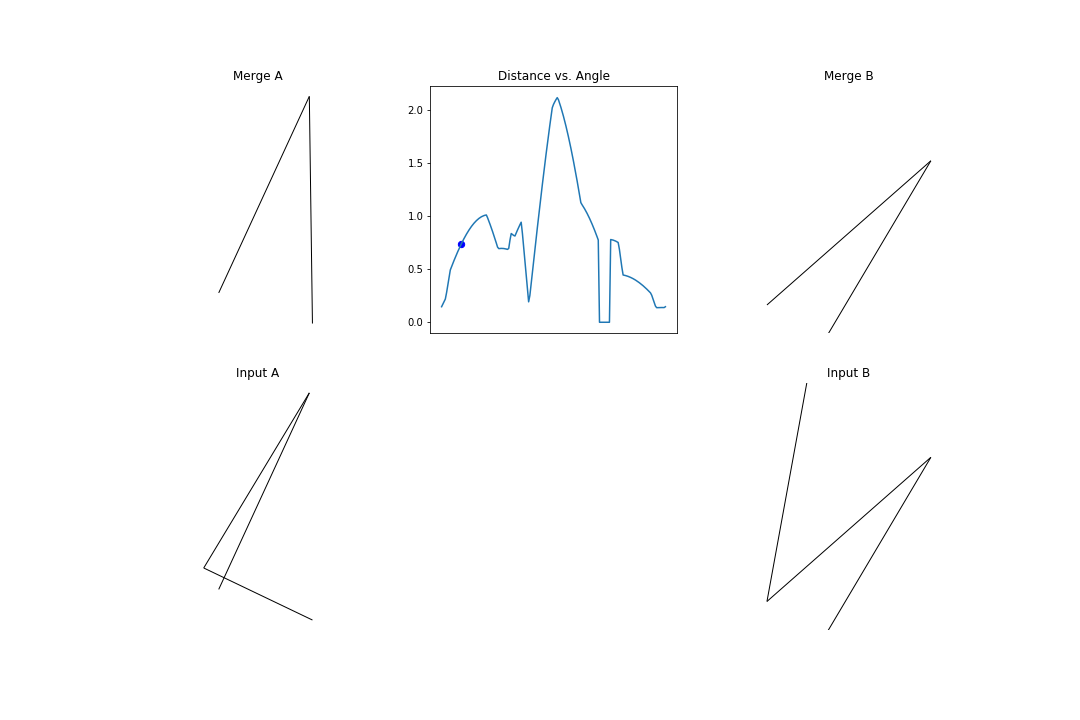 Merge A
Distance vs. Angle
Merge B
2.0
1.5
1.0
0.5
0.0
Input A
Input B